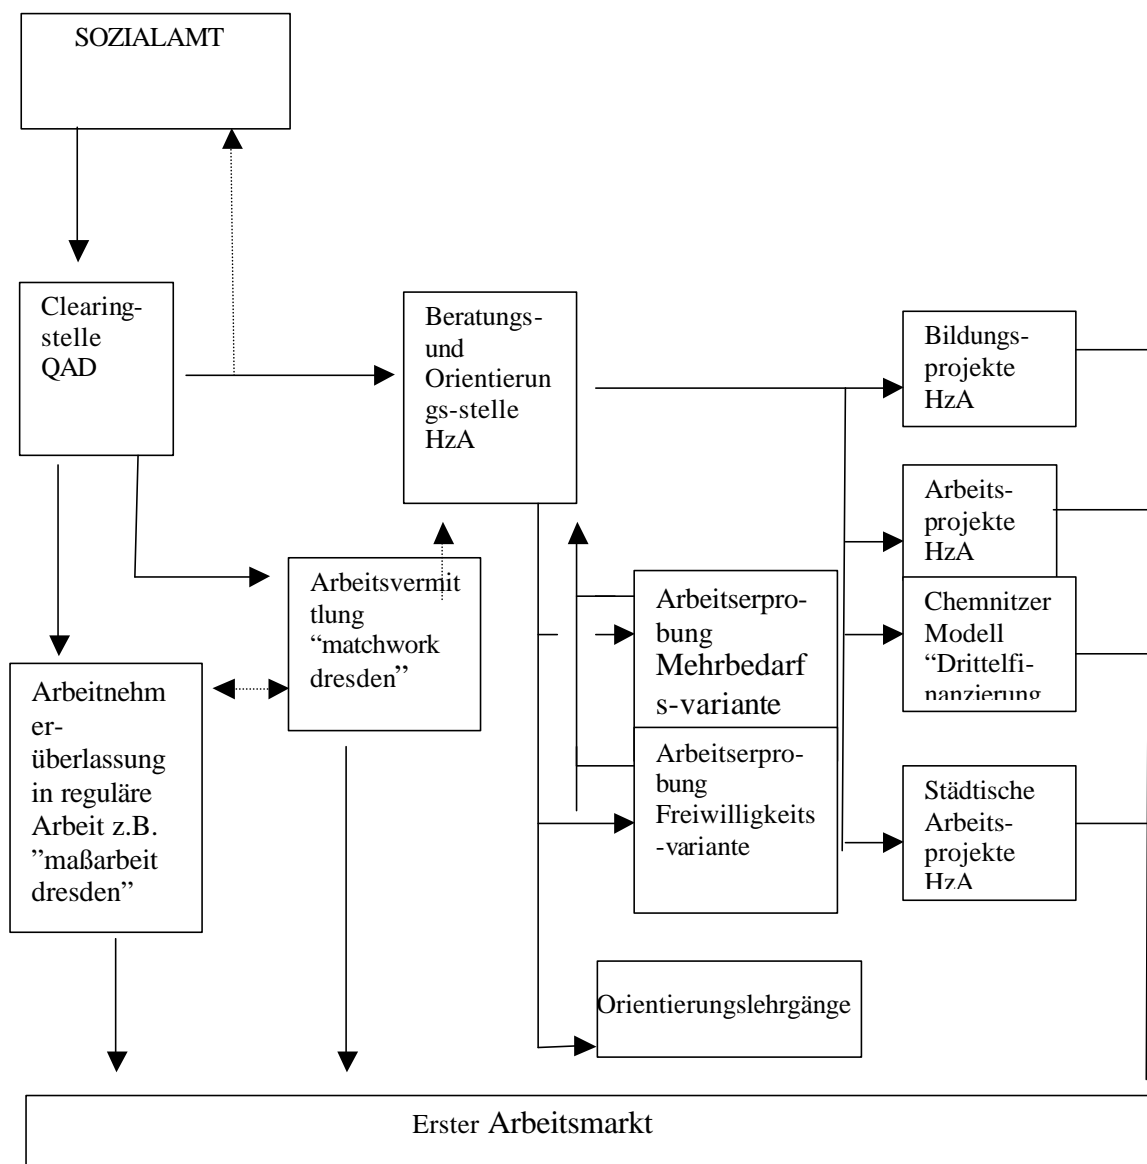 SOZIALAMT
Clearing-
stelle
QAD
Beratungs-
und
Orientierun
gs-stelle
HzA
Bildungs-
projekte
HzA
Arbeits-
projekte
HzA
Chemnitzer
Modell
“Drittelfi-
nanzierung
Arbeitsvermit
tlung
“matchwork
dresden”
Arbeitserpro-
bung
Mehrbedarf
s-variante
Arbeitnehm
er-
überlassung
in reguläre
Arbeit z.B.
”maßarbeit
dresden”
Arbeitserpro-
bung
Freiwilligkeits
-variante
Städtische
Arbeits-
projekte
HzA
Orientierungslehrgänge
Erster Arbeitsmarkt